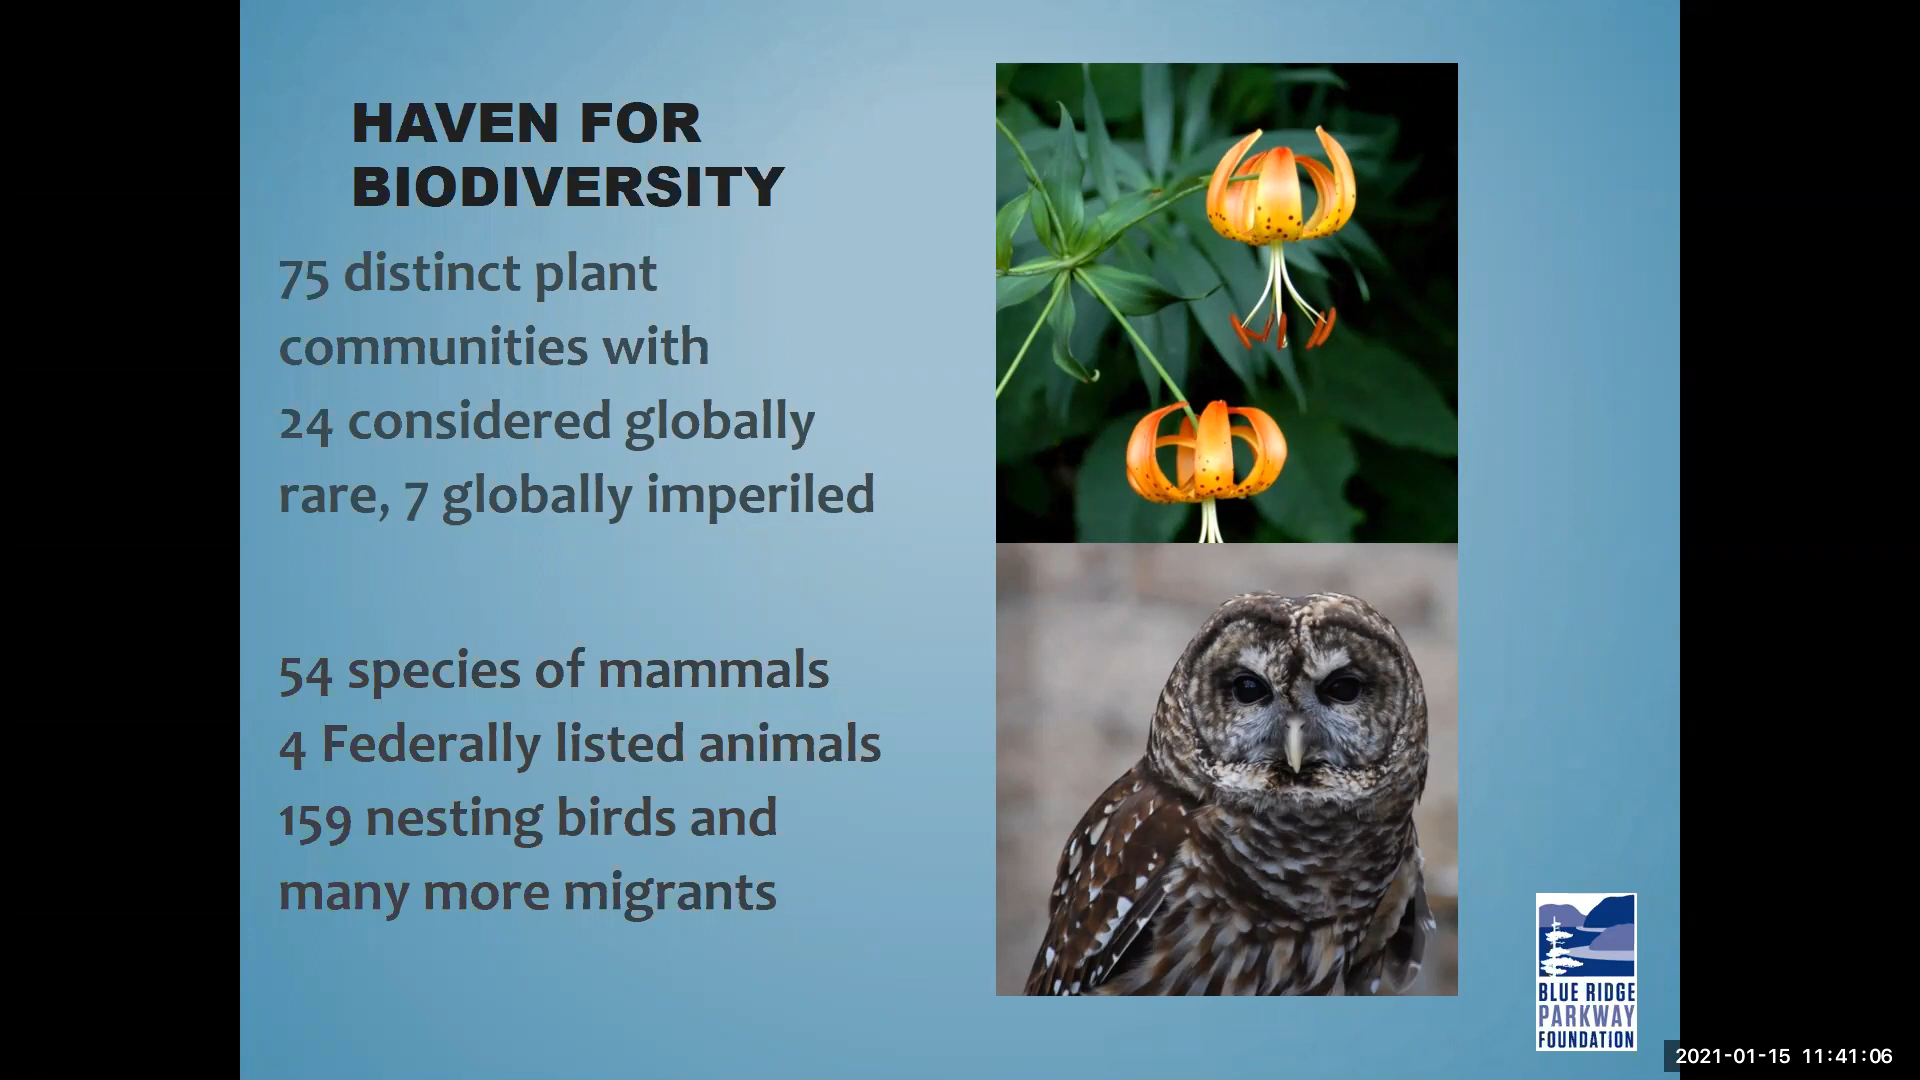 HAVEN FOR
BIODIVERSITY
75 distinct plant
communities with
24 considered globally
rare, 7 globally imperiled
54 species of mammals
4 Federally listed animals
159 nesting birds and
many more migrants
BLUE RIDGE
PARKWAY
FOUNDATION
2021-01-15 11:41:06